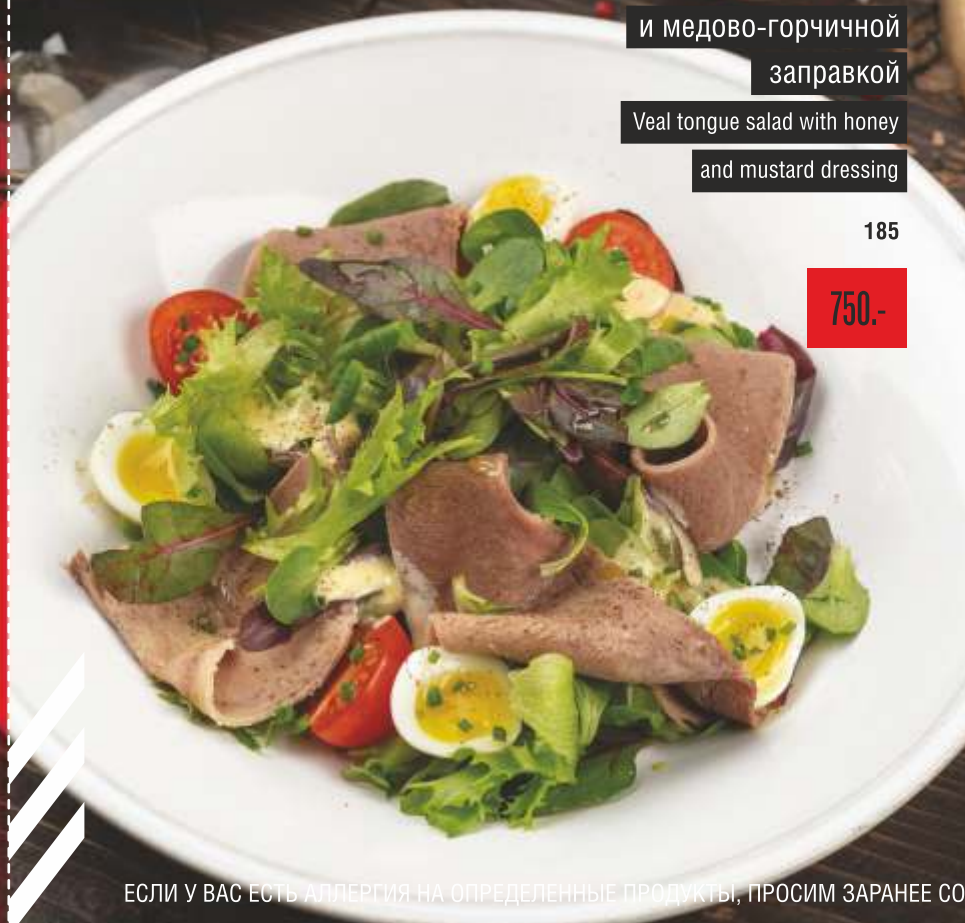 и медово-горчичной
заправкой
Veal tongue salad with honey
and mustard dressing
185
750.-
ЕСЛИ У ВАС ЕСТЬ АЛЛЕРГИЯ НА ОПРЕДЕЛЕННЫЕ ПРОДУКТЫ, ПРОСИМ ЗАРАНЕЕ СО